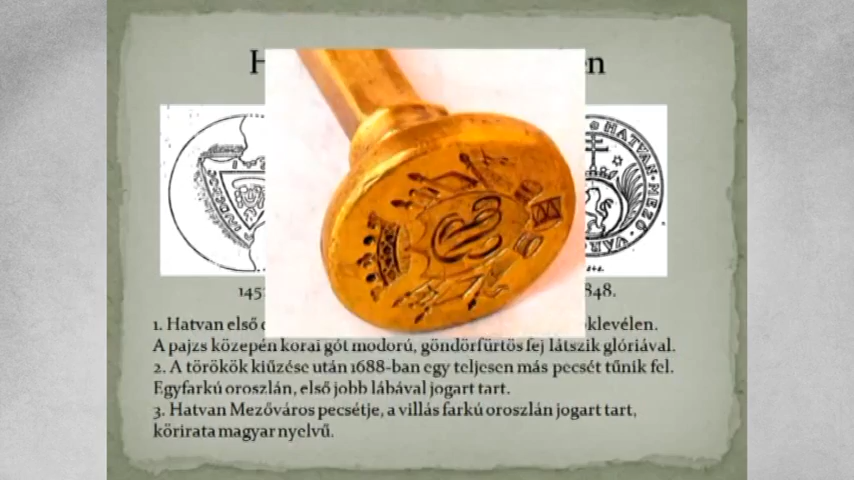 H en
HATVAN·MEZŐ VÁR
145 848.
1. Hatvan első oklevélen.
A pajzs közepén korai gót modorú, göndörfürtös fej látszik glóriával.
2. A törökök kiűzése után 1688-ban egy teljesen más pecsét tűnik fel.
Egyfarkú oroszlán, első jobb lábával jogart tart.
3. Hatvan Mezőváros pecsétje, a villás farkú oroszlán jogart tart,
körirata magyar nyelvű.